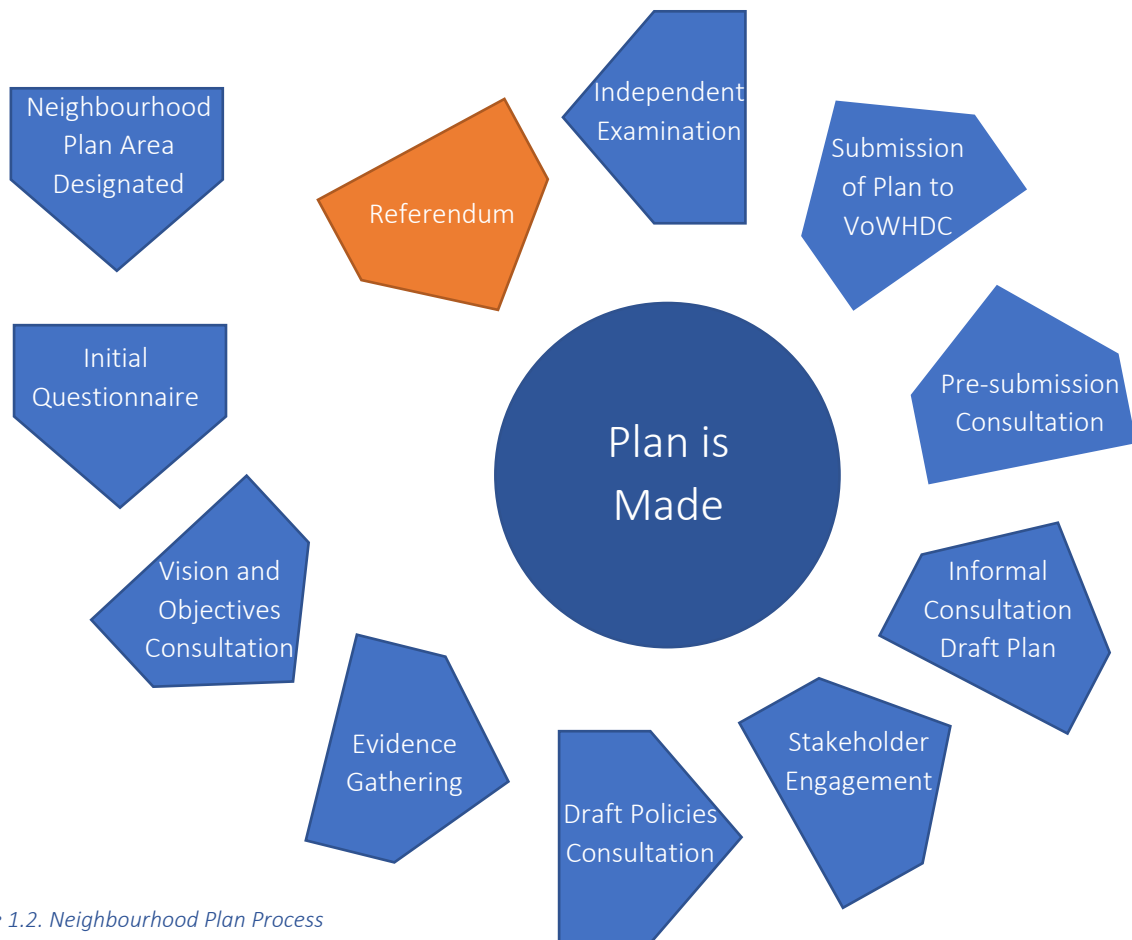 Neighbourhood
Plan Area
Designated
Initial
Questionnaire
Vision and
Objectives
Consultation
Evidence
Gathering
Draft Policies
Consultation
Stakeholder
Engagement
Informal
Consultation
Draft Plan
Pre-submission
Consultation
Submission
of Plan to
VoWHDC
Independent
Examination
Referendum
Plan is
Made
1.2. Neighbourhood Plan Process